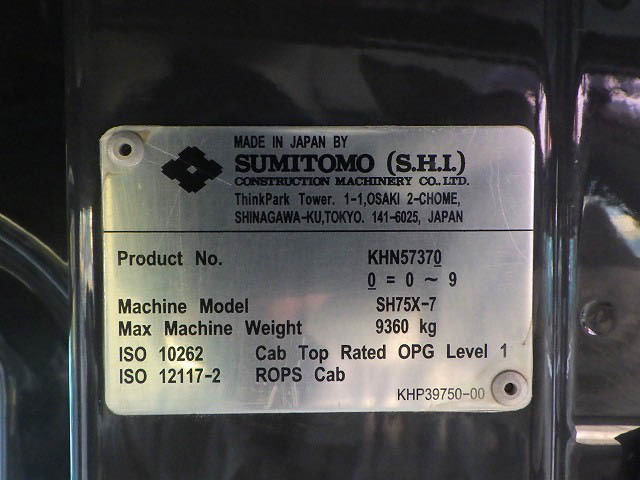 MADE IN JAPAN BY
SUMITOMO (S.H.I.)
CONSTRUCTION MACHINERY CO., LTD.
ThinkPark Tower. 1-1,OSAKI 2-CHOME,
SHINAGAWA-KU,TOKYO. 141-6025, JAPAN
Product No. KHN57370
0 = 0 ~ 9
Machine Model SH75X-7
Max Machine Weight 9360 kg
ISO 10262 Cab Top Rated OPG Level 1
ISO 12117-2 ROPS Cab
KHP39750-00